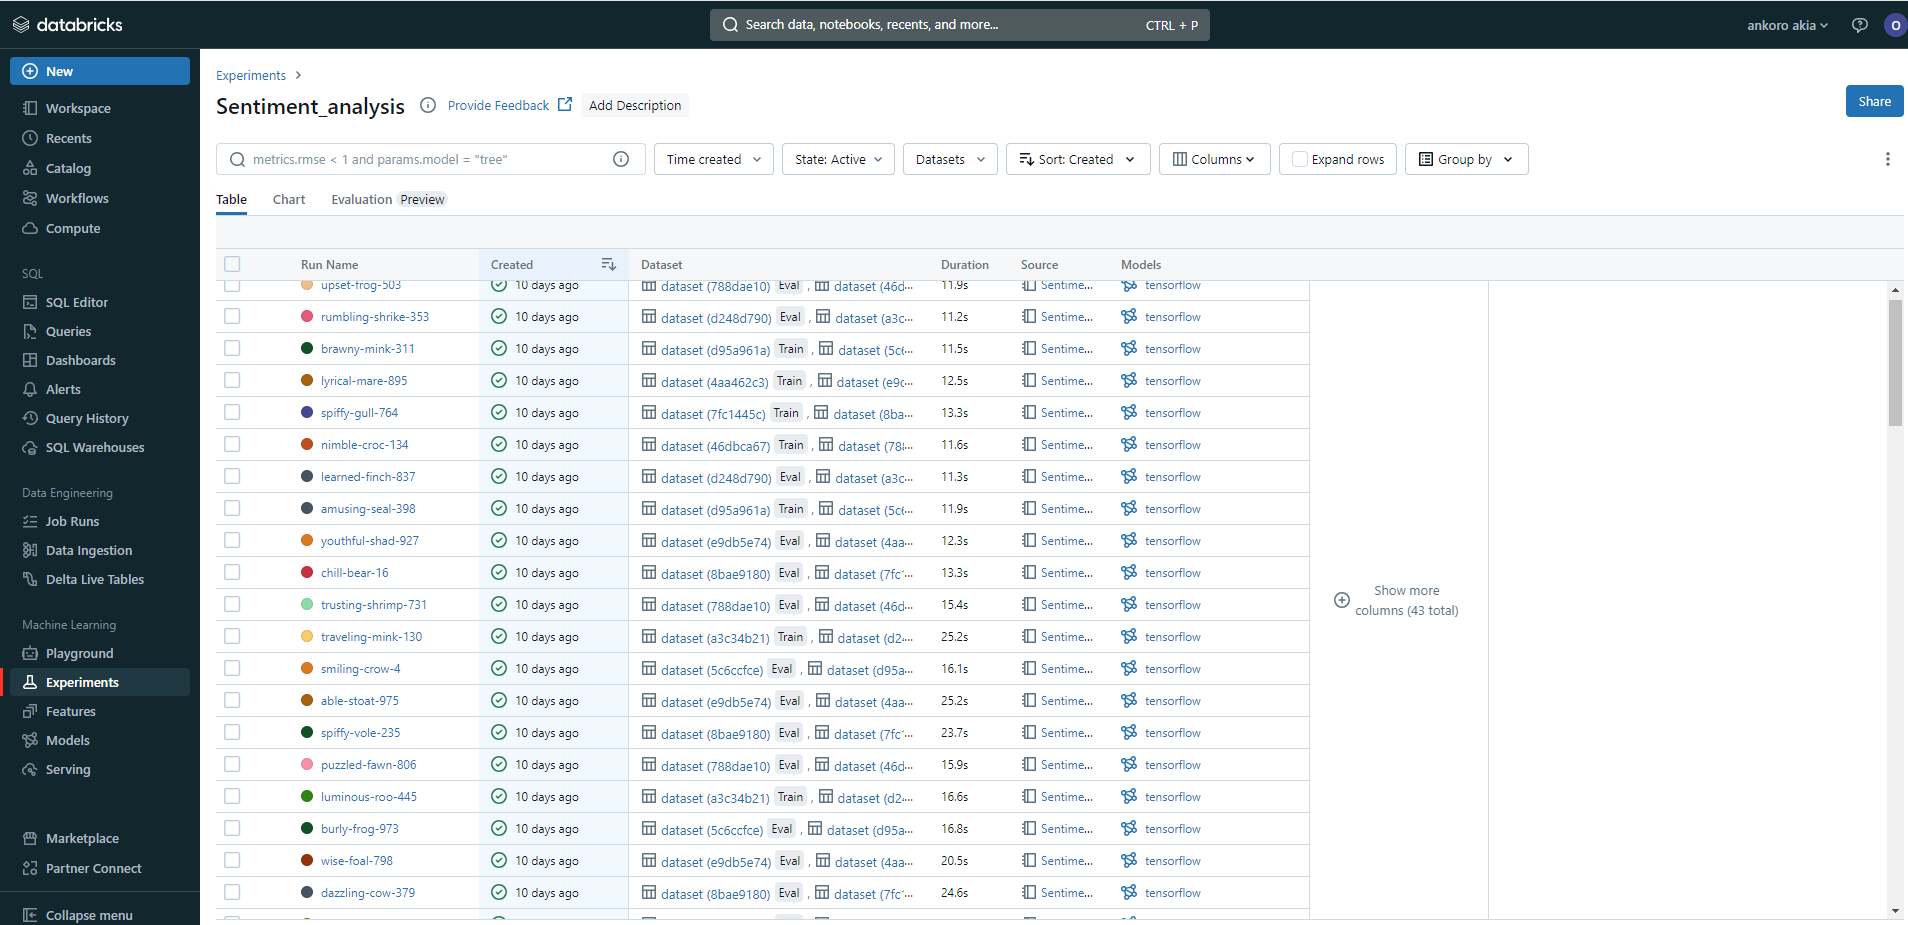 databricks
Search data, notebooks, recents, and more...
CTRL + P
ankoro akia
O
New
Workspace
Recents
Catalog
Workflows
Compute
SQL
SQL Editor
Queries
Dashboards
Alerts
Query History
SQL Warehouses
Data Engineering
Job Runs
Data Ingestion
Delta Live Tables
Machine Learning
Playground
Experiments
Features
Models
Serving
Marketplace
Partner Connect
Collapse menu
Experiments
Sentiment_analysis Provide Feedback Add Description
Share
metrics.rmse < 1 and params.model = "tree" Time created State: Active Datasets Sort: Created Columns Expand rows Group by
Table Chart Evaluation Preview
Run Name Created Dataset Duration Source Models
upset-frog-503 10 days ago dataset (788dae10) Eval , dataset (46d... 11.9s Sentime... tensorflow
rumbling-shrike-353 10 days ago dataset (d248d790) Eval , dataset (a3c... 11.2s Sentime... tensorflow
brawny-mink-311 10 days ago dataset (d95a961a) Train , dataset (5c6... 11.5s Sentime... tensorflow
lyrical-mare-895 10 days ago dataset (4aa462c3) Train , dataset (e9c... 12.5s Sentime... tensorflow
spiffy-gull-764 10 days ago dataset (7fc1445c) Train , dataset (8ba... 13.3s Sentime... tensorflow
nimble-croc-134 10 days ago dataset (46dbca67) Train , dataset (78... 11.6s Sentime... tensorflow
learned-finch-837 10 days ago dataset (d248d790) Eval , dataset (a3c... 11.3s Sentime... tensorflow
amusing-seal-398 10 days ago dataset (d95a961a) Train , dataset (5c6... 11.9s Sentime... tensorflow
youthful-shad-927 10 days ago dataset (e9db5e74) Eval , dataset (4aa... 12.3s Sentime... tensorflow
chill-bear-16 10 days ago dataset (8bae9180) Eval , dataset (7fc... 13.3s Sentime... tensorflow
trusting-shrimp-731 10 days ago dataset (788dae10) Eval , dataset (46d... 15.4s Sentime... tensorflow
traveling-mink-130 10 days ago dataset (a3c34b21) Train , dataset (d2... 25.2s Sentime... tensorflow
smiling-crow-4 10 days ago dataset (5c6ccfce) Eval , dataset (d95a... 16.1s Sentime... tensorflow
able-stoat-975 10 days ago dataset (e9db5e74) Eval , dataset (4aa... 25.2s Sentime... tensorflow
spiffy-vole-235 10 days ago dataset (8bae9180) Eval , dataset (7fc... 23.7s Sentime... tensorflow
puzzled-fawn-806 10 days ago dataset (788dae10) Eval , dataset (46d... 15.9s Sentime... tensorflow
luminous-roo-445 10 days ago dataset (a3c34b21) Train , dataset (d2... 16.6s Sentime... tensorflow
burly-frog-973 10 days ago dataset (5c6ccfce) Eval , dataset (d95a... 16.8s Sentime... tensorflow
wise-foal-798 10 days ago dataset (e9db5e74) Eval , dataset (4aa... 20.5s Sentime... tensorflow
dazzling-cow-379 10 days ago dataset (8bae9180) Eval , dataset (7fc... 24.6s Sentime... tensorflow
Show more
columns (43 total)